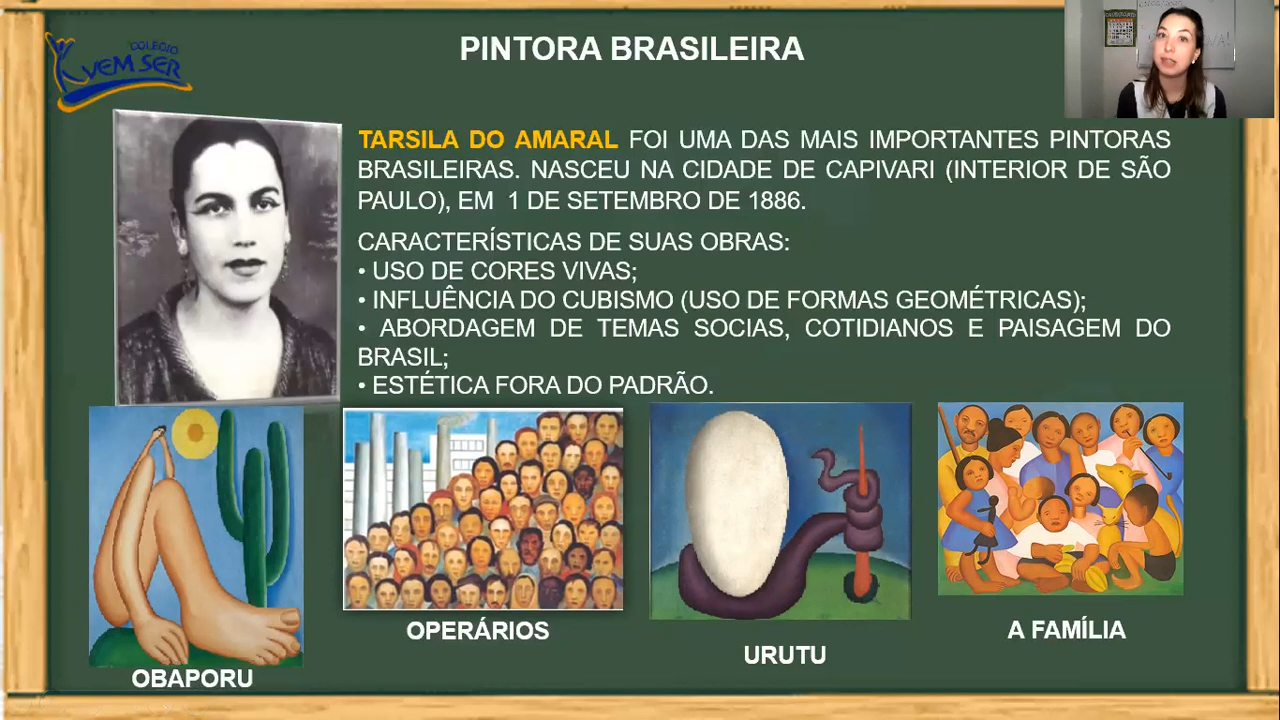 COLÉGIO
VEM SER
PINTORA BRASILEIRA
TARSILA DO AMARAL FOI UMA DAS MAIS IMPORTANTES PINTORAS
BRASILEIRAS. NASCEU NA CIDADE DE CAPIVARI (INTERIOR DE SÃO
PAULO), EM 1 DE SETEMBRO DE 1886.
CARACTERÍSTICAS DE SUAS OBRAS:
• USO DE CORES VIVAS;
• INFLUÊNCIA DO CUBISMO (USO DE FORMAS GEOMÉTRICAS);
• ABORDAGEM DE TEMAS SOCIAS, COTIDIANOS E PAISAGEM DO
BRASIL;
• ESTÉTICA FORA DO PADRÃO.
OBAPORU
OPERÁRIOS
URUTU
A FAMÍLIA